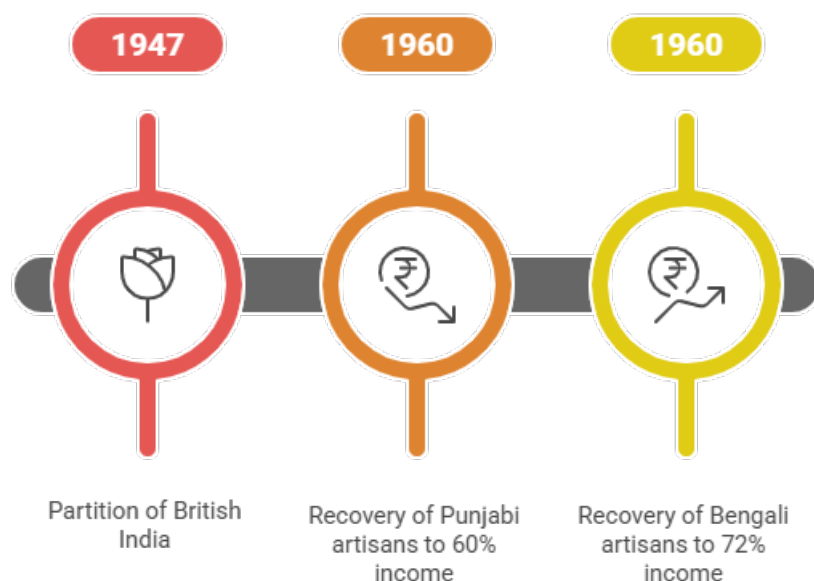 1947
1960
1960
Partition of British
India
Recovery of Punjabi
artisans to 60%
income
Recovery of Bengali
artisans to 72%
income